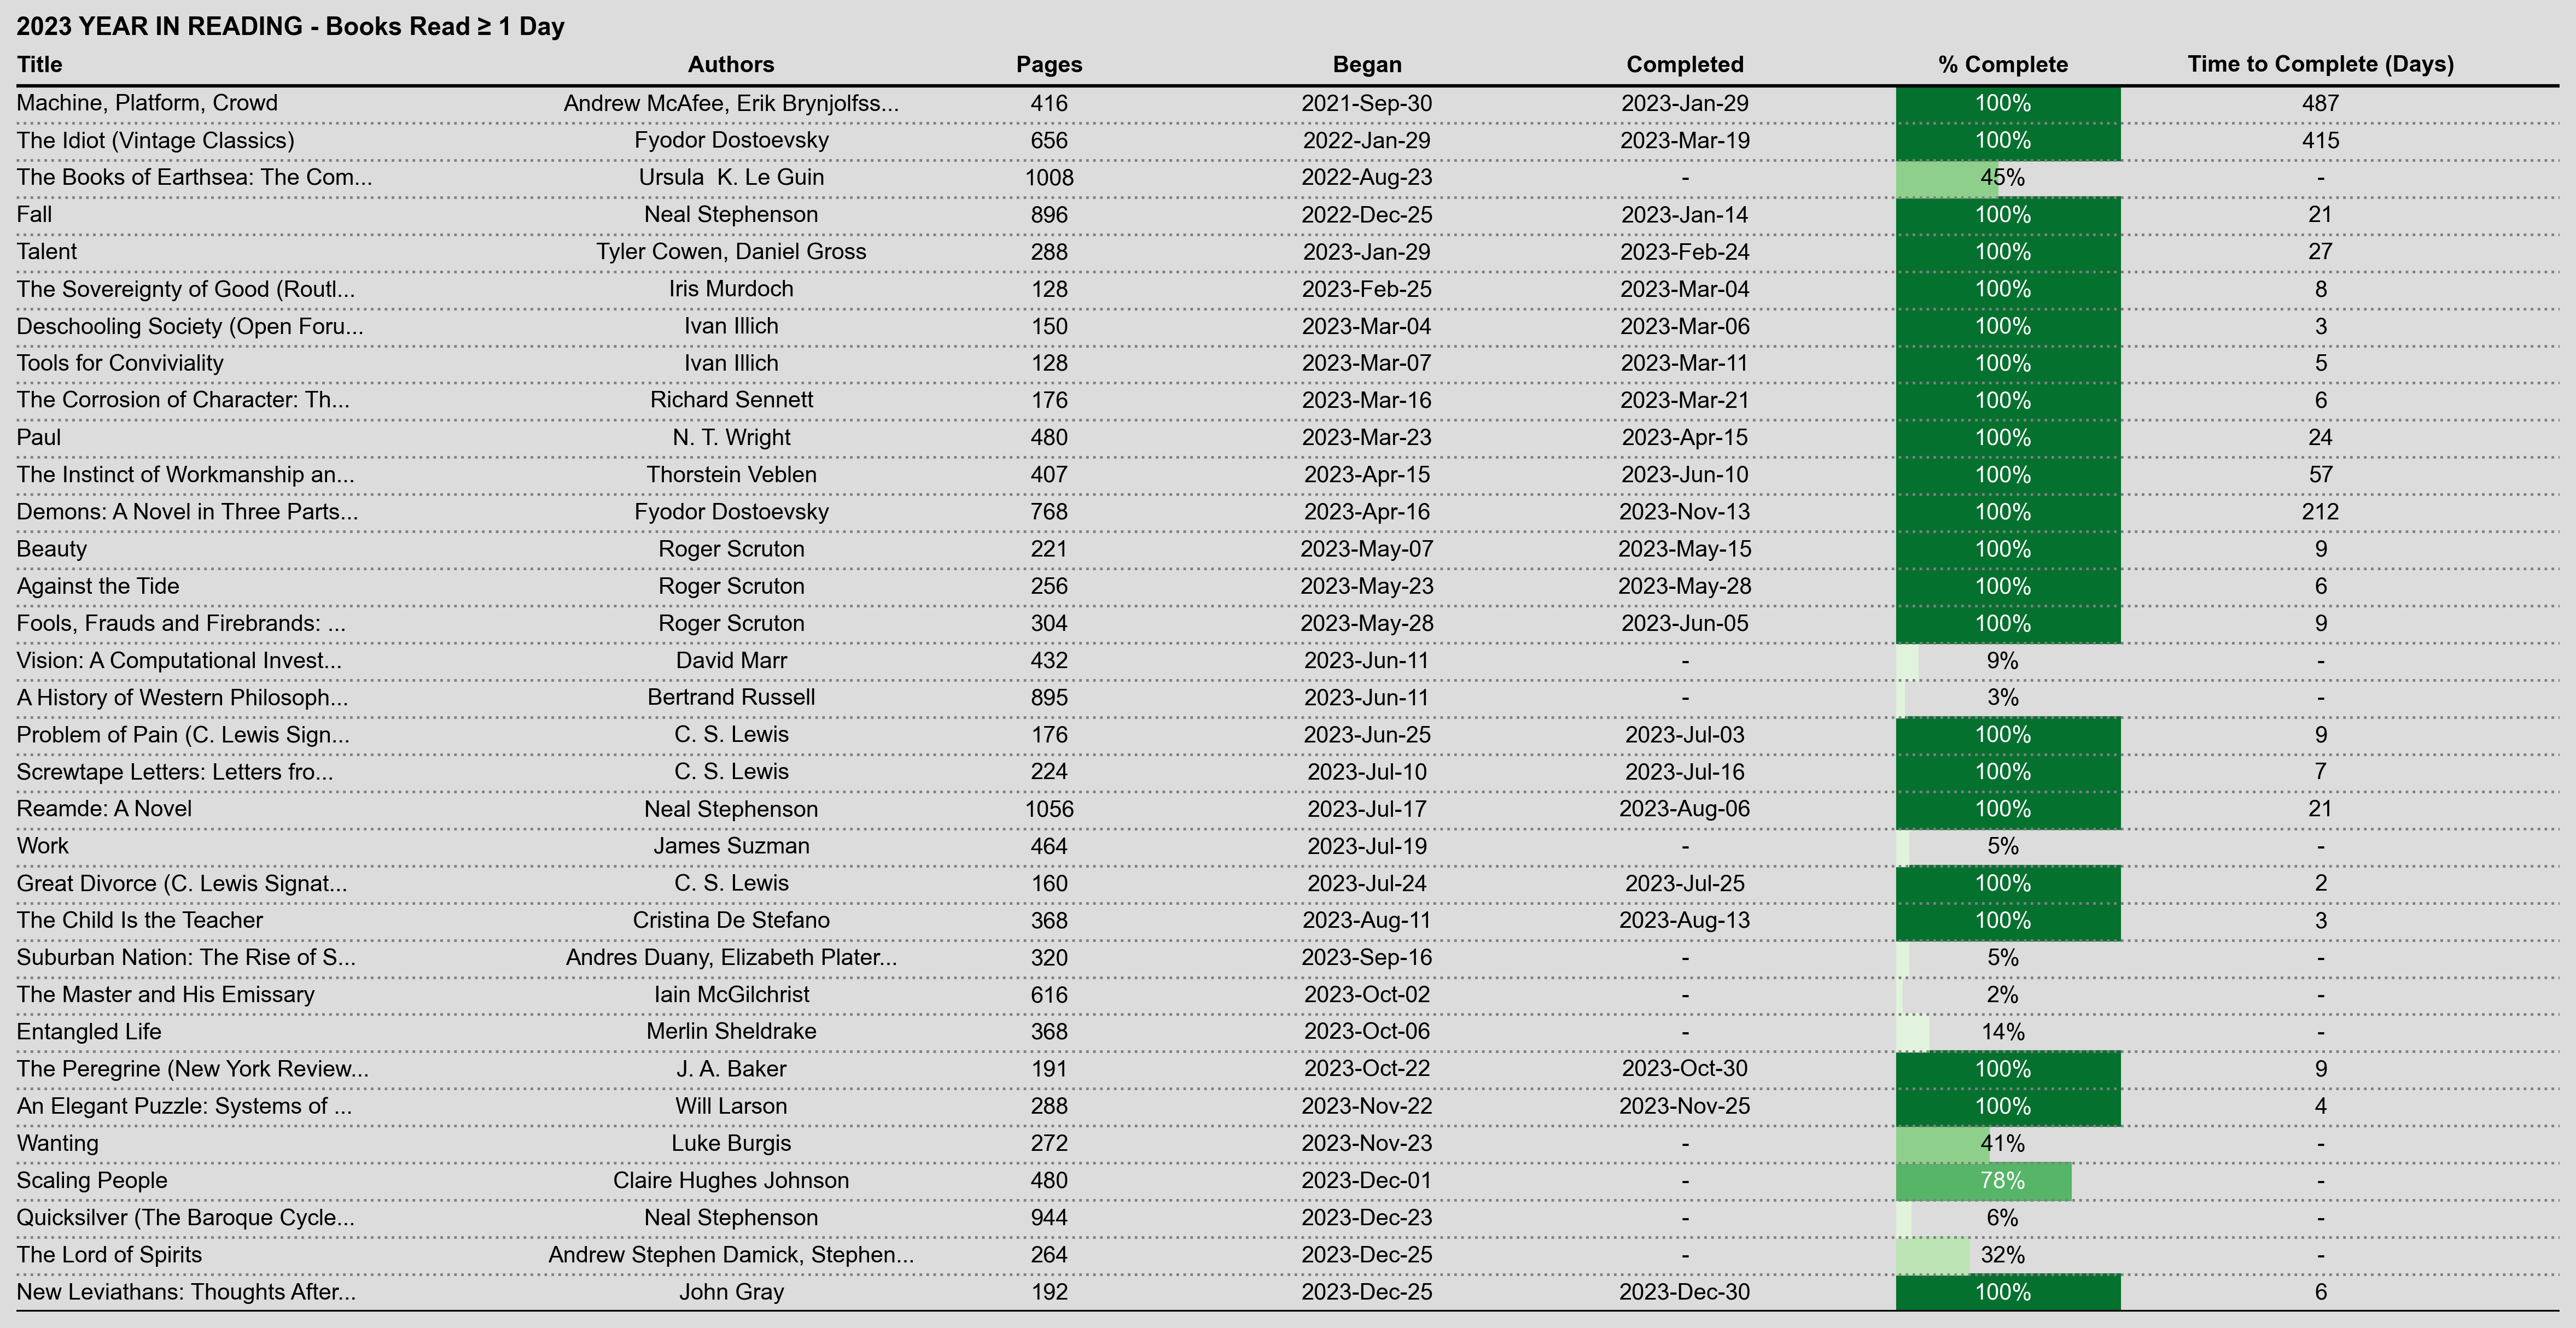 2023 YEAR IN READING - Books Read ≥ 1 Day
Title Authors Pages Began Completed % Complete Time to Complete (Days)
Machine, Platform, Crowd Andrew McAfee, Erik Brynjolfss... 416 2021-Sep-30 2023-Jan-29 100% 487
The Idiot (Vintage Classics) Fyodor Dostoevsky 656 2022-Jan-29 2023-Mar-19 100% 415
The Books of Earthsea: The Com... Ursula  K. Le Guin 1008 2022-Aug-23 - 45% -
Fall Neal Stephenson 896 2022-Dec-25 2023-Jan-14 100% 21
Talent Tyler Cowen, Daniel Gross 288 2023-Jan-29 2023-Feb-24 100% 27
The Sovereignty of Good (Routl... Iris Murdoch 128 2023-Feb-25 2023-Mar-04 100% 8
Deschooling Society (Open Foru... Ivan Illich 150 2023-Mar-04 2023-Mar-06 100% 3
Tools for Conviviality Ivan Illich 128 2023-Mar-07 2023-Mar-11 100% 5
The Corrosion of Character: Th... Richard Sennett 176 2023-Mar-16 2023-Mar-21 100% 6
Paul N. T. Wright 480 2023-Mar-23 2023-Apr-15 100% 24
The Instinct of Workmanship an... Thorstein Veblen 407 2023-Apr-15 2023-Jun-10 100% 57
Demons: A Novel in Three Parts... Fyodor Dostoevsky 768 2023-Apr-16 2023-Nov-13 100% 212
Beauty Roger Scruton 221 2023-May-07 2023-May-15 100% 9
Against the Tide Roger Scruton 256 2023-May-23 2023-May-28 100% 6
Fools, Frauds and Firebrands: ... Roger Scruton 304 2023-May-28 2023-Jun-05 100% 9
Vision: A Computational Invest... David Marr 432 2023-Jun-11 - 9% -
A History of Western Philosoph... Bertrand Russell 895 2023-Jun-11 - 3% -
Problem of Pain (C. Lewis Sign... C. S. Lewis 176 2023-Jun-25 2023-Jul-03 100% 9
Screwtape Letters: Letters fro... C. S. Lewis 224 2023-Jul-10 2023-Jul-16 100% 7
Reamde: A Novel Neal Stephenson 1056 2023-Jul-17 2023-Aug-06 100% 21
Work James Suzman 464 2023-Jul-19 - 5% -
Great Divorce (C. Lewis Signat... C. S. Lewis 160 2023-Jul-24 2023-Jul-25 100% 2
The Child Is the Teacher Cristina De Stefano 368 2023-Aug-11 2023-Aug-13 100% 3
Suburban Nation: The Rise of S... Andres Duany, Elizabeth Plater... 320 2023-Sep-16 - 5% -
The Master and His Emissary Iain McGilchrist 616 2023-Oct-02 - 2% -
Entangled Life Merlin Sheldrake 368 2023-Oct-06 - 14% -
The Peregrine (New York Review... J. A. Baker 191 2023-Oct-22 2023-Oct-30 100% 9
An Elegant Puzzle: Systems of ... Will Larson 288 2023-Nov-22 2023-Nov-25 100% 4
Wanting Luke Burgis 272 2023-Nov-23 - 41% -
Scaling People Claire Hughes Johnson 480 2023-Dec-01 - 78% -
Quicksilver (The Baroque Cycle... Neal Stephenson 944 2023-Dec-23 - 6% -
The Lord of Spirits Andrew Stephen Damick, Stephen... 264 2023-Dec-25 - 32% -
New Leviathans: Thoughts After... John Gray 192 2023-Dec-25 2023-Dec-30 100% 6